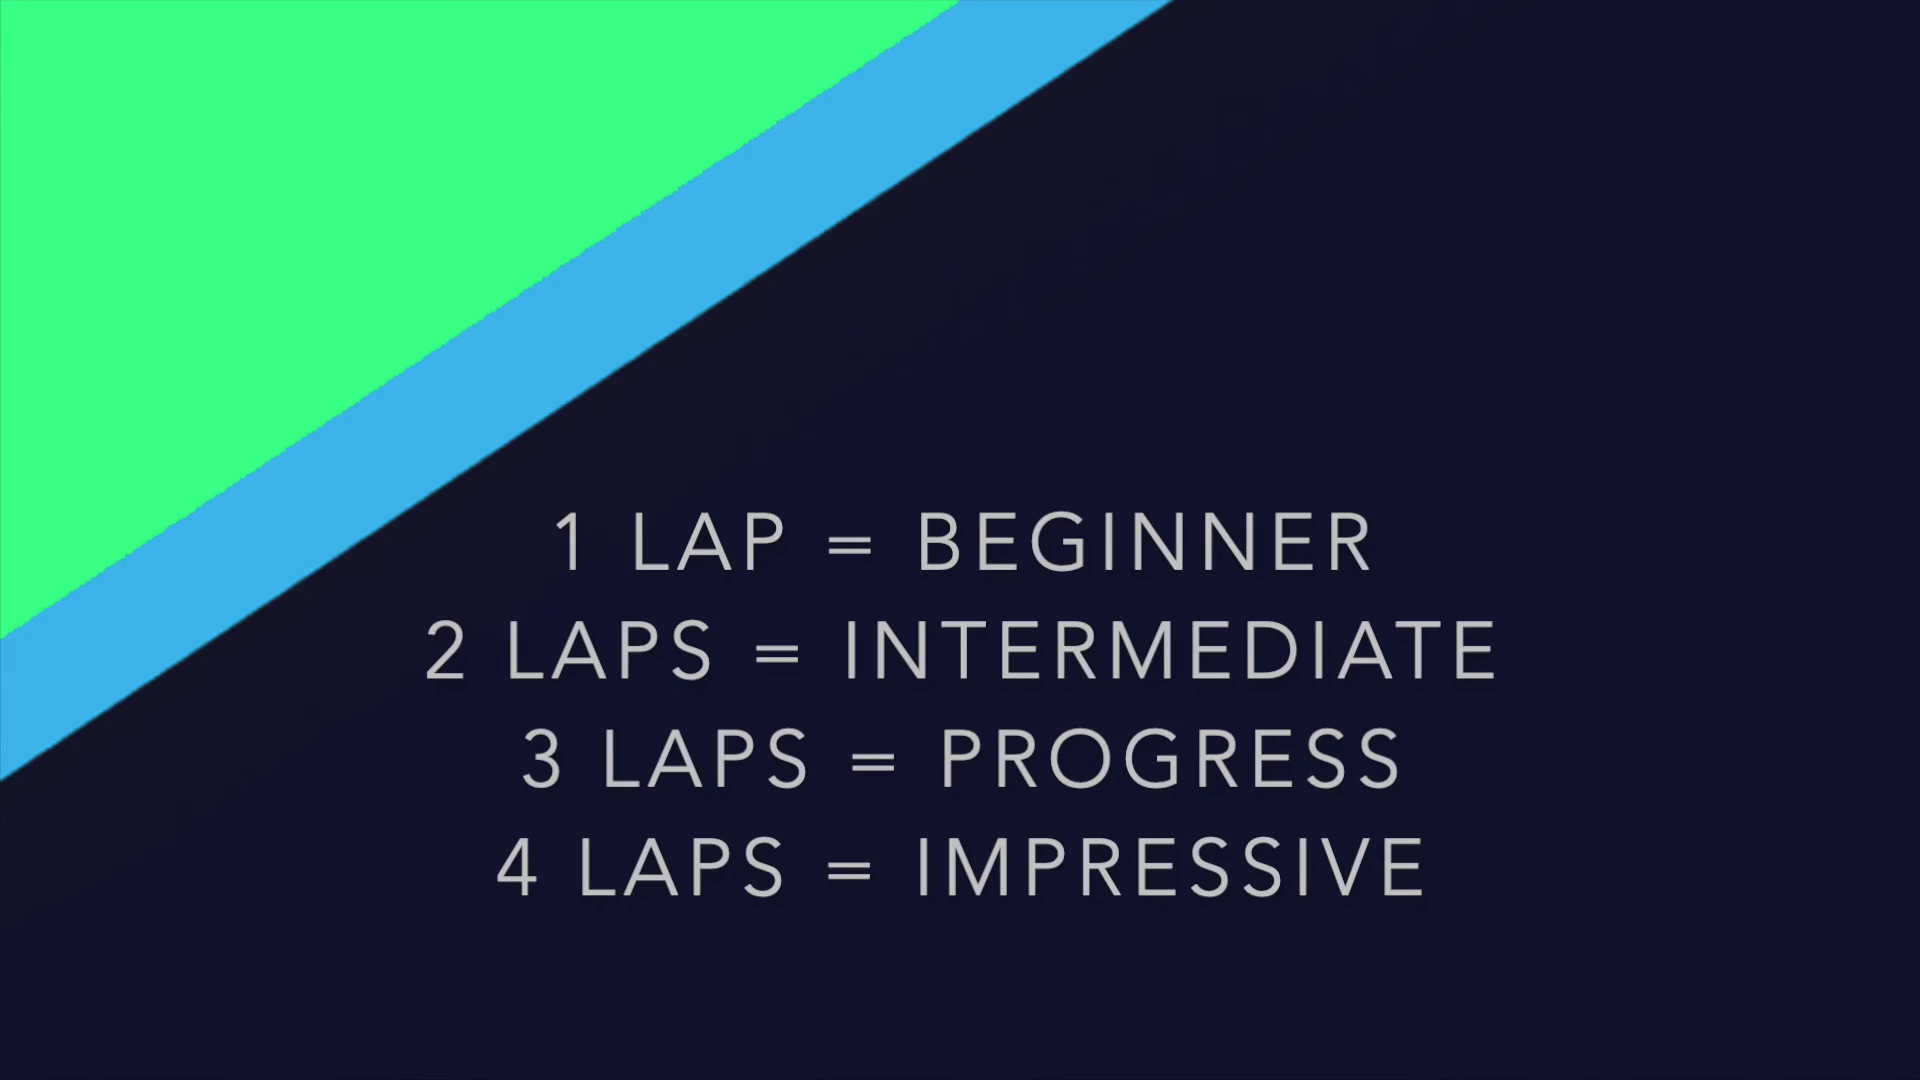 1 LAP = BEGINNER
2 LAPS = INTERMEDIATE
3 LAPS = PROGRESS
4 LAPS = IMPRESSIVE